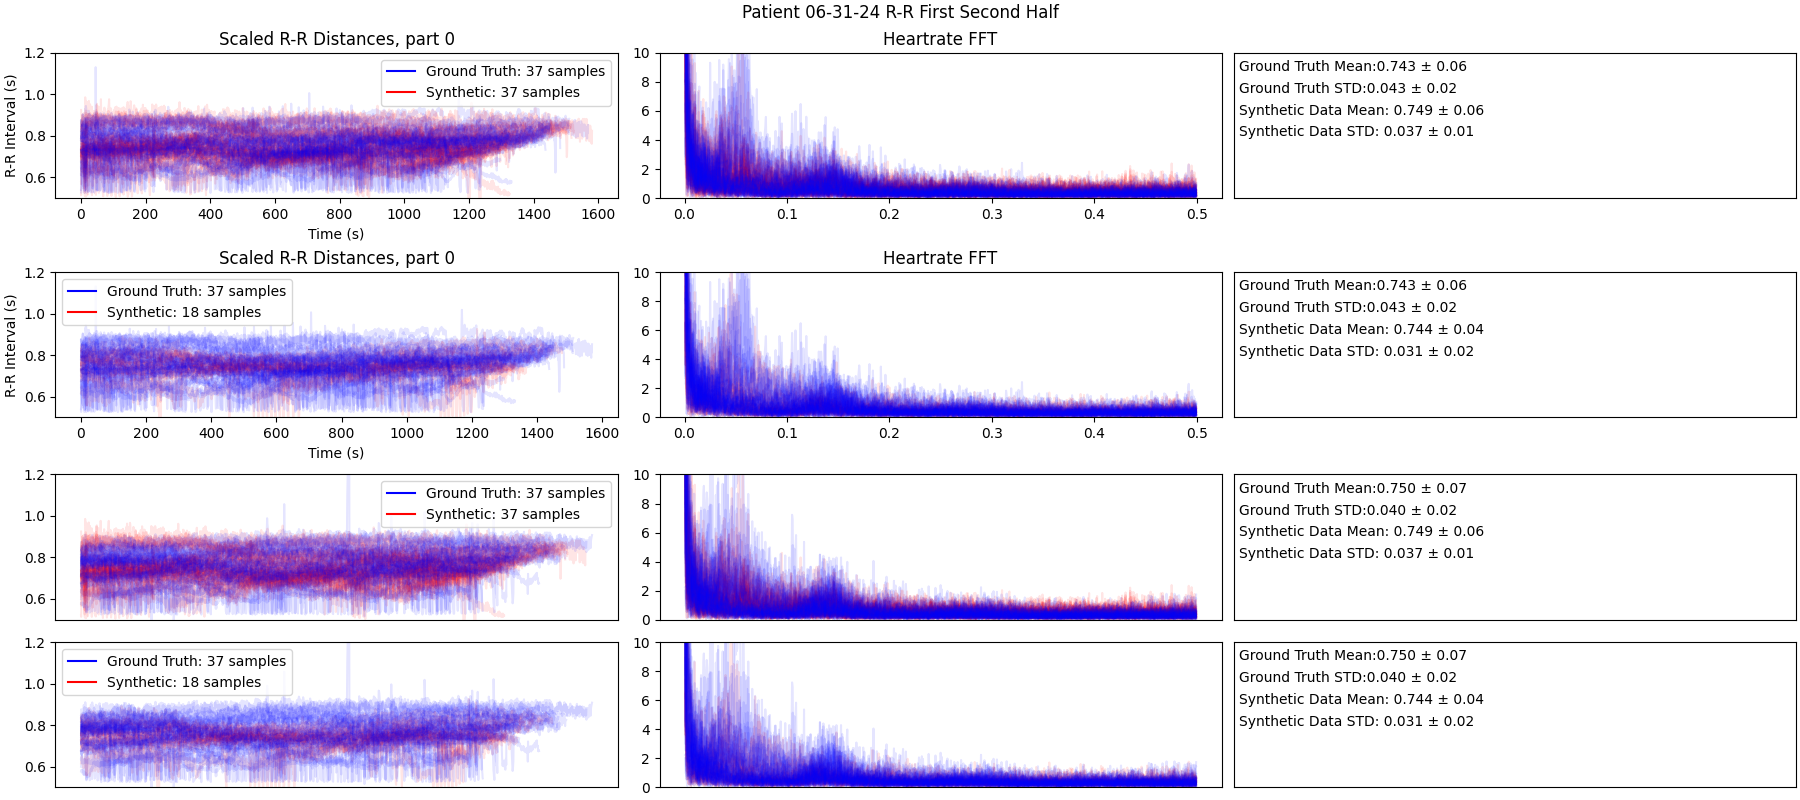 Patient 06-31-24 R-R First Second Half
Scaled R-R Distances, part 0
Heartrate FFT
R-R Interval (s)
1.2
1.0
0.8
0.6
Ground Truth: 37 samples
Synthetic: 37 samples
0 200 400 600 800 1000 1200 1400 1600
Time (s)
10
8
6
4
2
0
0.0 0.1 0.2 0.3 0.4 0.5
Ground Truth Mean:0.743 ± 0.06
Ground Truth STD:0.043 ± 0.02
Synthetic Data Mean: 0.749 ± 0.06
Synthetic Data STD: 0.037 ± 0.01
Scaled R-R Distances, part 0
Heartrate FFT
R-R Interval (s)
1.2
1.0
0.8
0.6
Ground Truth: 37 samples
Synthetic: 18 samples
0 200 400 600 800 1000 1200 1400 1600
Time (s)
10
8
6
4
2
0
0.0 0.1 0.2 0.3 0.4 0.5
Ground Truth Mean:0.743 ± 0.06
Ground Truth STD:0.043 ± 0.02
Synthetic Data Mean: 0.744 ± 0.04
Synthetic Data STD: 0.031 ± 0.02
1.2
1.0
0.8
0.6
Ground Truth: 37 samples
Synthetic: 37 samples
10
8
6
4
2
0
Ground Truth Mean:0.750 ± 0.07
Ground Truth STD:0.040 ± 0.02
Synthetic Data Mean: 0.749 ± 0.06
Synthetic Data STD: 0.037 ± 0.01
1.2
1.0
0.8
0.6
Ground Truth: 37 samples
Synthetic: 18 samples
10
8
6
4
2
0
Ground Truth Mean:0.750 ± 0.07
Ground Truth STD:0.040 ± 0.02
Synthetic Data Mean: 0.744 ± 0.04
Synthetic Data STD: 0.031 ± 0.02